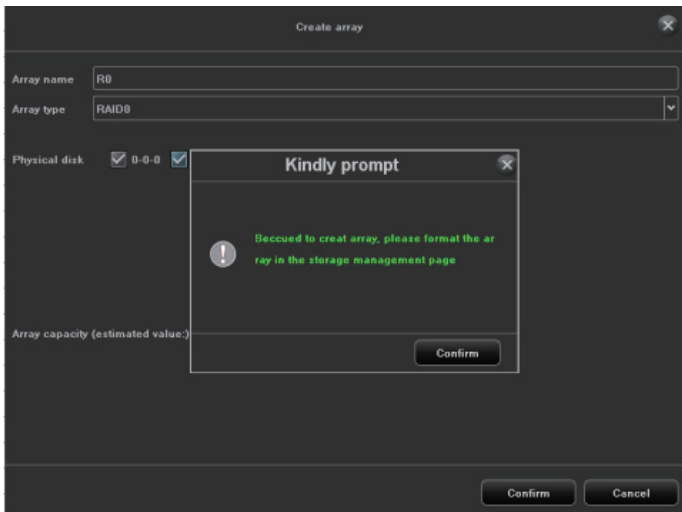 Create array
Array name R0
Array type RAID0
Physical disk 0-0-0
Kindly prompt
Seccued to creat array, please format the ar
ray in the storage management page
Array capacity (estimated value:)
Confirm
Confirm Cancel